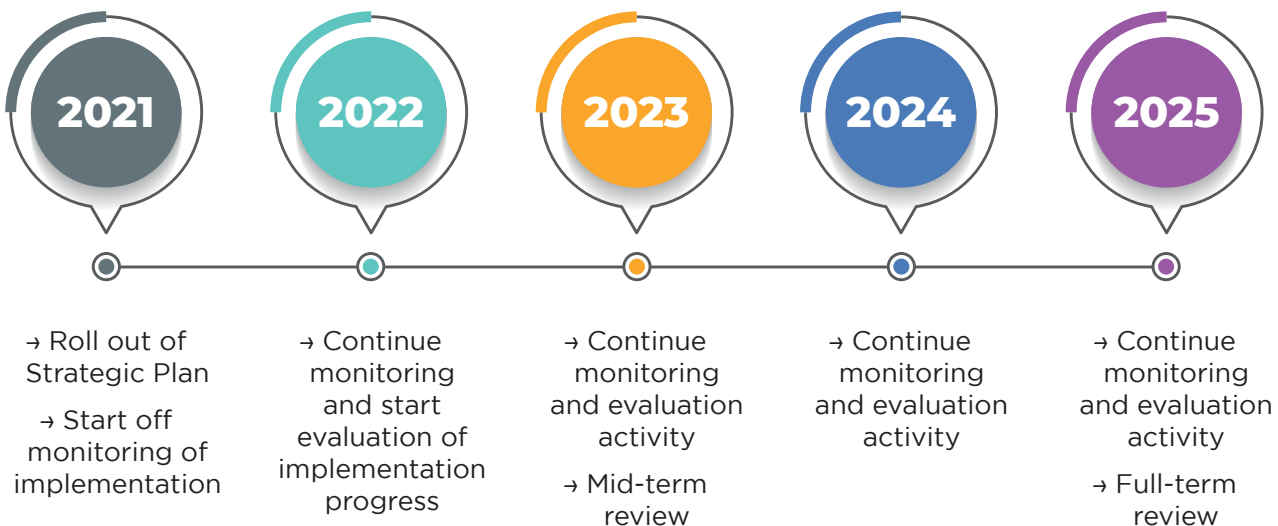 2021
2022
2023
2024
2025
→ Roll out of
Strategic Plan
→ Start off
monitoring of
implementation
→ Continue
monitoring
and start
evaluation of
implementation
progress
→ Continue
monitoring
and evaluation
activity
→ Mid-term
review
→ Continue
monitoring
and evaluation
activity
→ Continue
monitoring
and evaluation
activity
→ Full-term
review